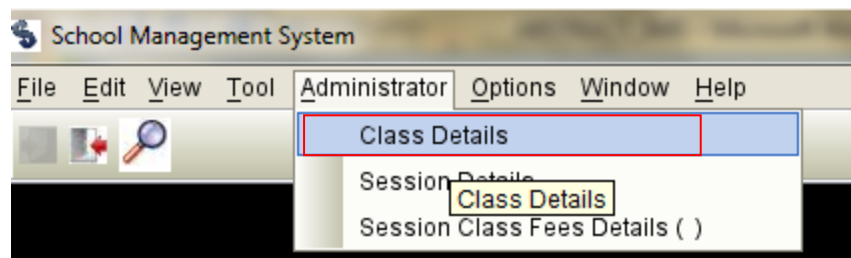 School Management System
File Edit View Tool Administrator Options Window Help
Class Details
Session Details
Class Details
Session Class Fees Details ( )